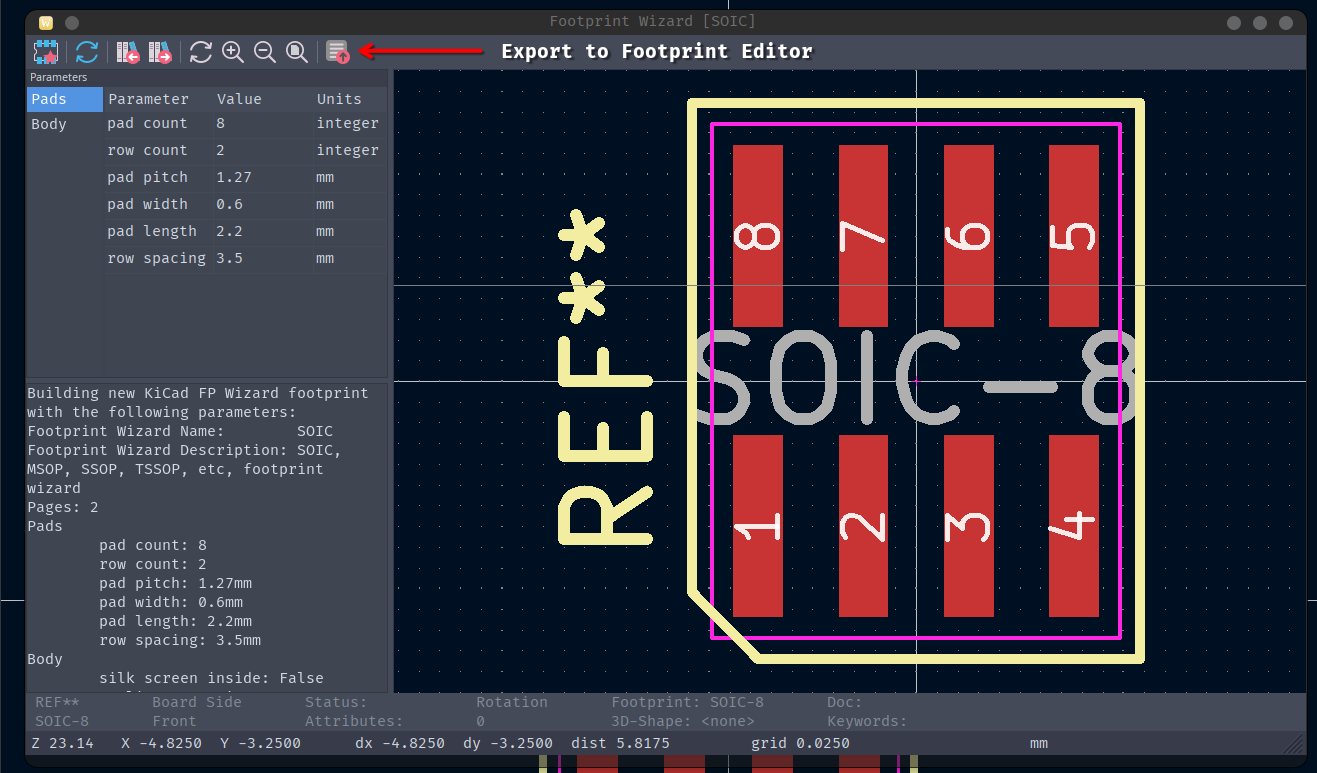 Footprint Wizard [SOIC]
Export to Footprint Editor
Parameters
Pads
Body
Parameter Value Units
pad count 8 integer
row count 2 integer
pad pitch 1.27 mm
pad width 0.6 mm
pad length 2.2 mm
row spacing 3.5 mm
Building new KiCad FP Wizard footprint
with the following parameters:
Footprint Wizard Name: SOIC
Footprint Wizard Description: SOIC,
MSOP, SSOP, TSSOP, etc, footprint
wizard
Pages: 2
Pads
pad count: 8
row count: 2
pad pitch: 1.27mm
pad width: 0.6mm
pad length: 2.2mm
row spacing: 3.5mm
Body
silk screen inside: False
REF**
8 7 6 5
SOIC-8
1 2 3 4
REF** Board Side Status: Rotation Footprint: SOIC-8 Doc:
SOIC-8 Front Attributes: 0 3D-Shape: <none> Keywords:
Z 23.14 X -4.8250 Y -3.2500 dx -4.8250 dy -3.2500 dist 5.8175 grid 0.0250 mm